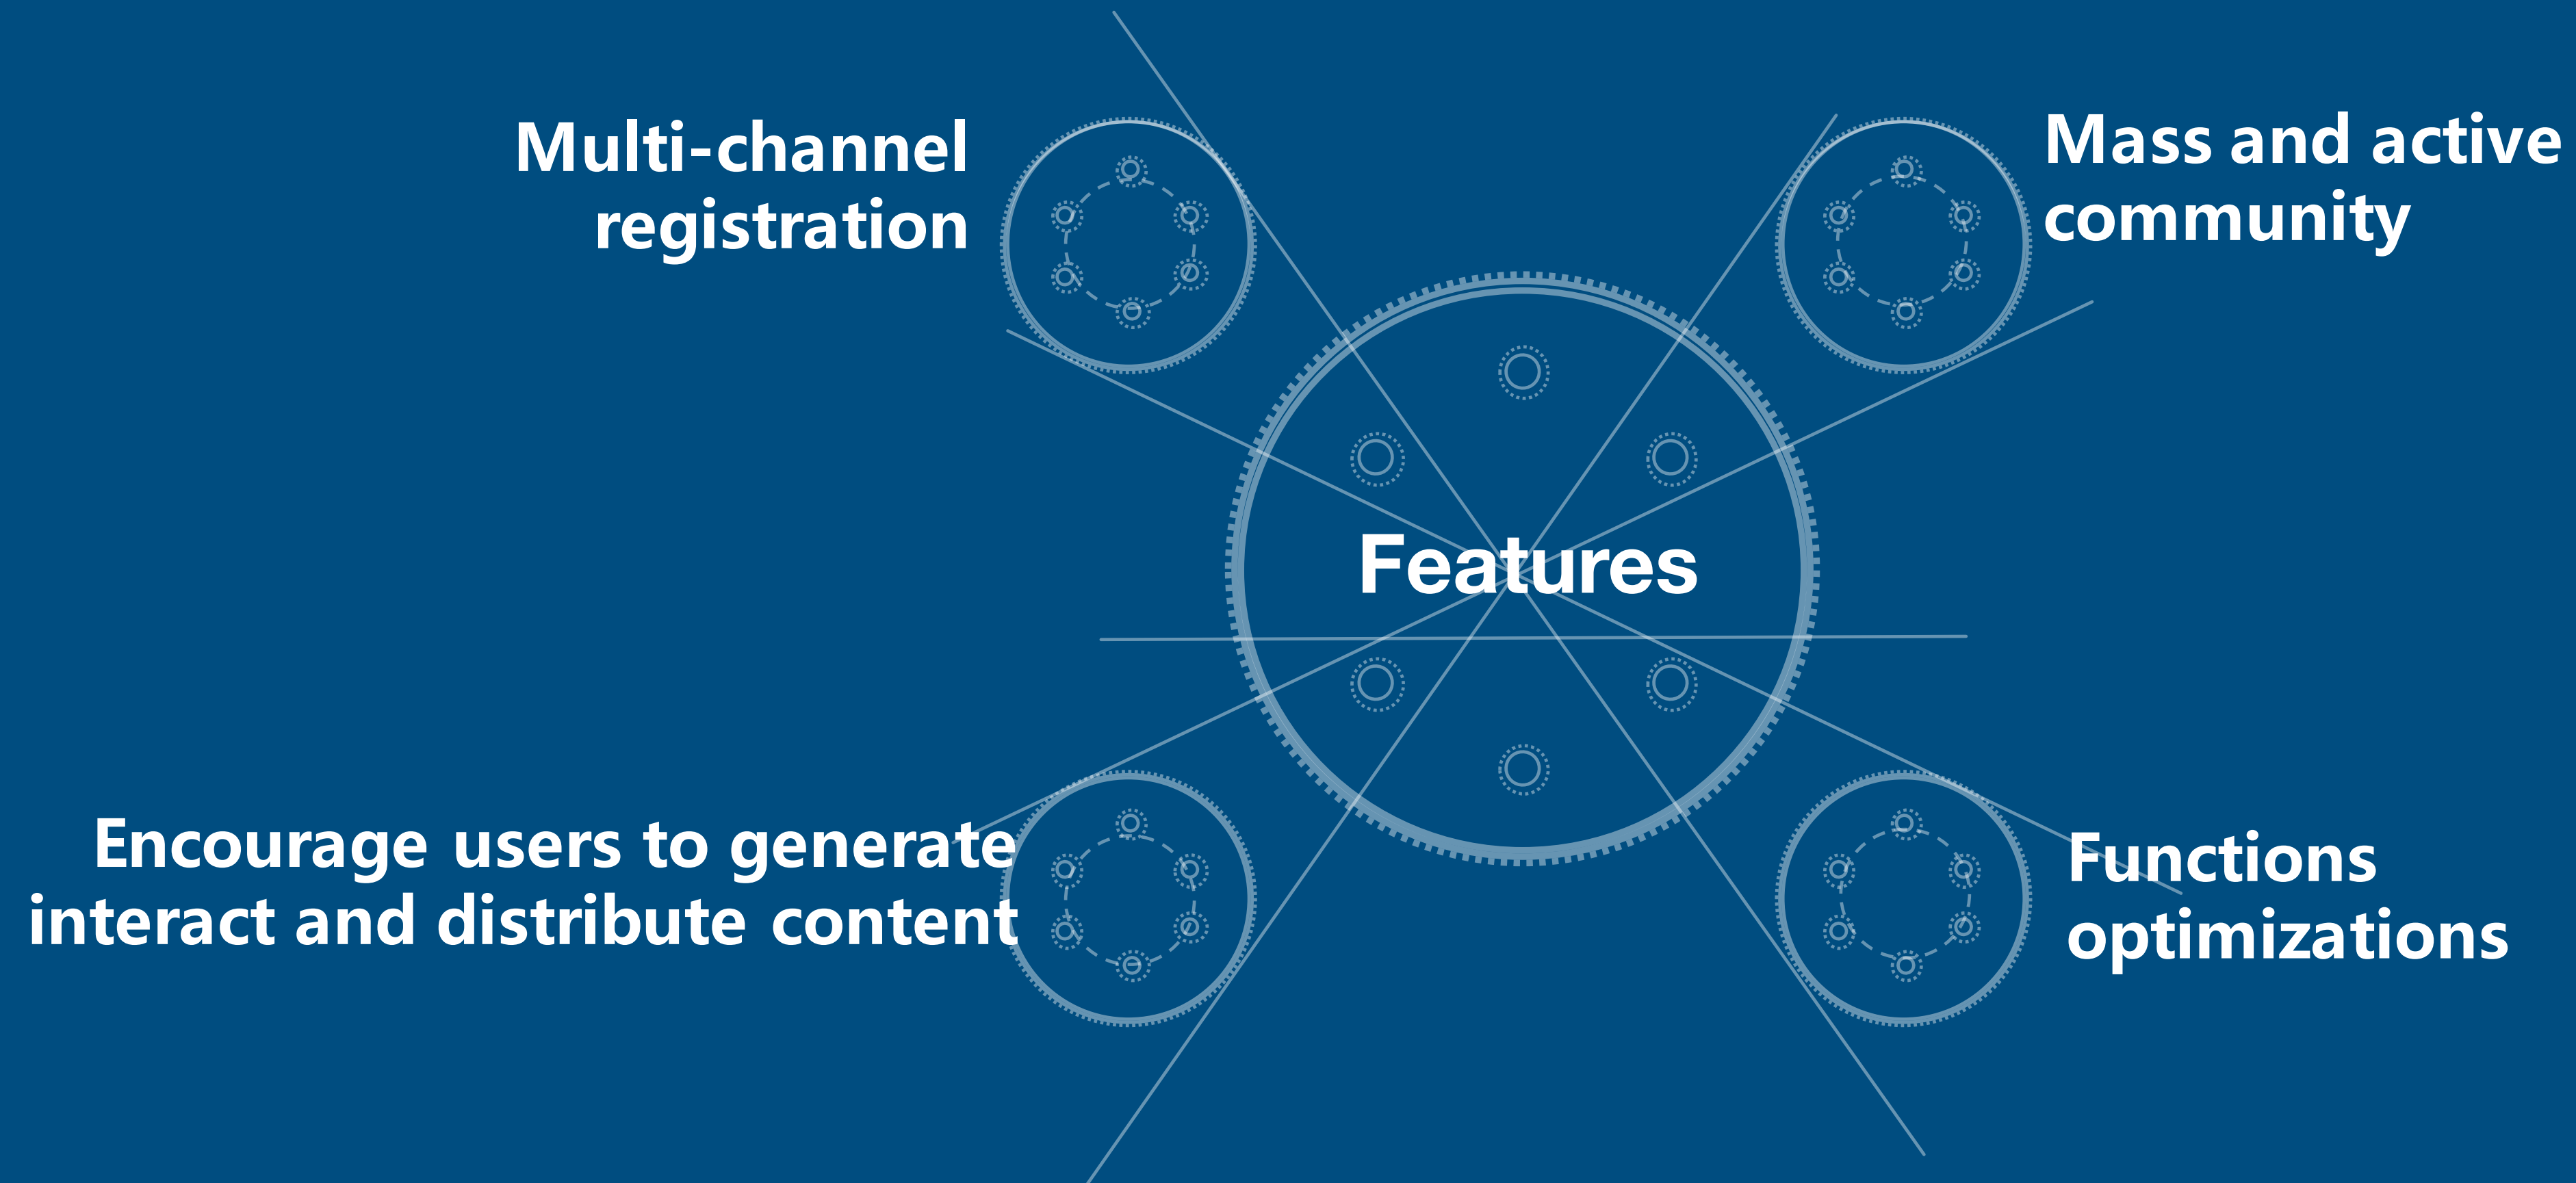 Multi-channel
registration
Mass and active
community
Features
Encourage users to generate
interact and distribute content
Functions
optimizations